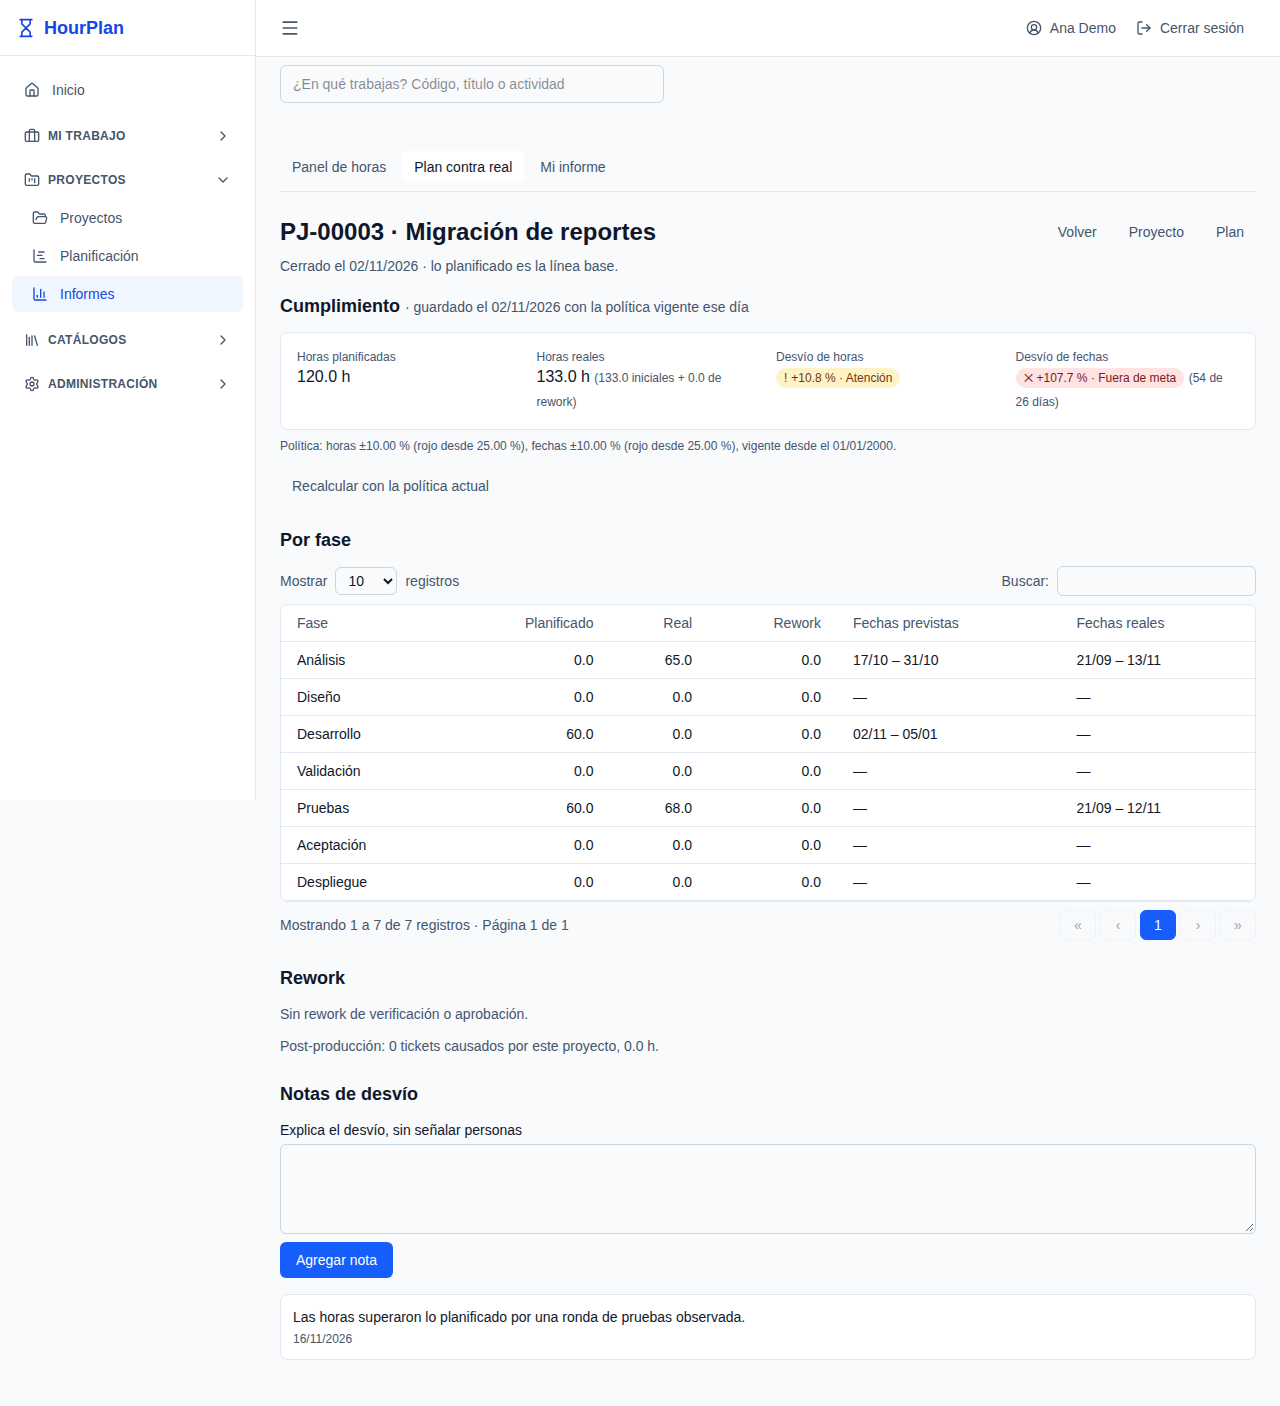 HourPlan
Ana Demo
Cerrar sesión
Inicio
MI TRABAJO
PROYECTOS
Proyectos
Planificación
Informes
CATÁLOGOS
ADMINISTRACIÓN
¿En qué trabajas? Código, título o actividad
Panel de horas
Plan contra real
Mi informe
PJ-00003 · Migración de reportes
Volver
Proyecto
Plan
Cerrado el 02/11/2026 · lo planificado es la línea base.
Cumplimiento · guardado el 02/11/2026 con la política vigente ese día
Horas planificadas
120.0 h
Horas reales
133.0 h (133.0 iniciales + 0.0 de
rework)
Desvío de horas
! +10.8 % · Atención
Desvío de fechas
✕ +107.7 % · Fuera de meta (54 de
26 días)
Política: horas ±10.00 % (rojo desde 25.00 %), fechas ±10.00 % (rojo desde 25.00 %), vigente desde el 01/01/2000.
Recalcular con la política actual
Por fase
Mostrar 10 registros
Buscar:
Fase Planificado Real Rework Fechas previstas Fechas reales
Análisis 0.0 65.0 0.0 17/10 – 31/10 21/09 – 13/11
Diseño 0.0 0.0 0.0 — —
Desarrollo 60.0 0.0 0.0 02/11 – 05/01 —
Validación 0.0 0.0 0.0 — —
Pruebas 60.0 68.0 0.0 — 21/09 – 12/11
Aceptación 0.0 0.0 0.0 — —
Despliegue 0.0 0.0 0.0 — —
Mostrando 1 a 7 de 7 registros · Página 1 de 1
« ‹ 1 › »
Rework
Sin rework de verificación o aprobación.
Post-producción: 0 tickets causados por este proyecto, 0.0 h.
Notas de desvío
Explica el desvío, sin señalar personas
Agregar nota
Las horas superaron lo planificado por una ronda de pruebas observada.
16/11/2026